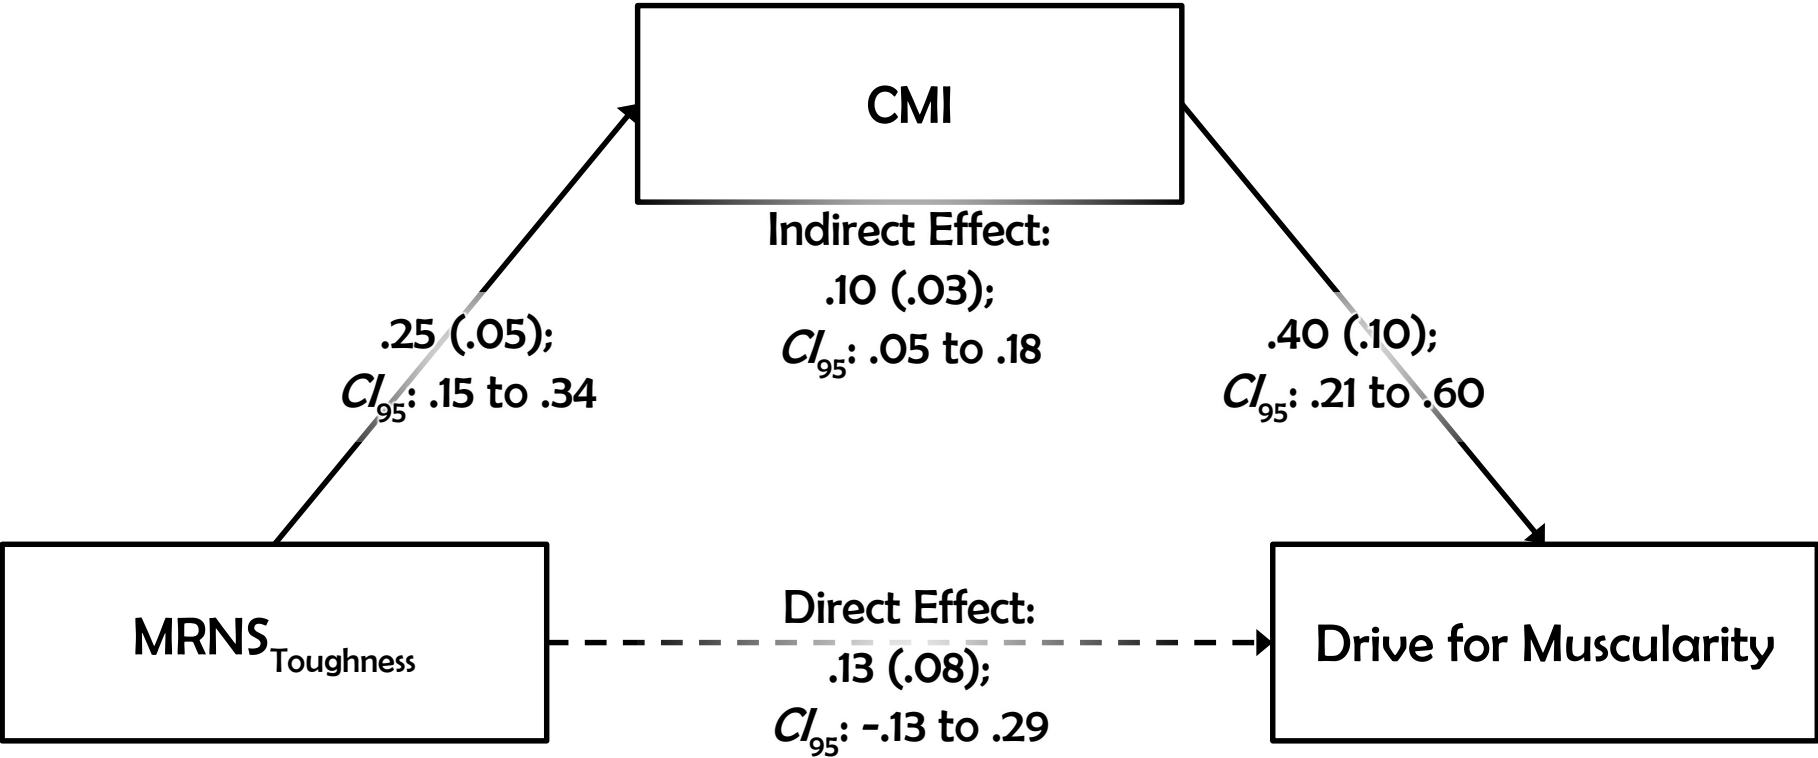 CMI
Indirect Effect:
.10 (.03);
CI95: .05 to .18
.25 (.05);
CI95: .15 to .34
.40 (.10);
CI95: .21 to .60
MRNSToughness
Direct Effect:
.13 (.08);
CI95: -.13 to .29
Drive for Muscularity